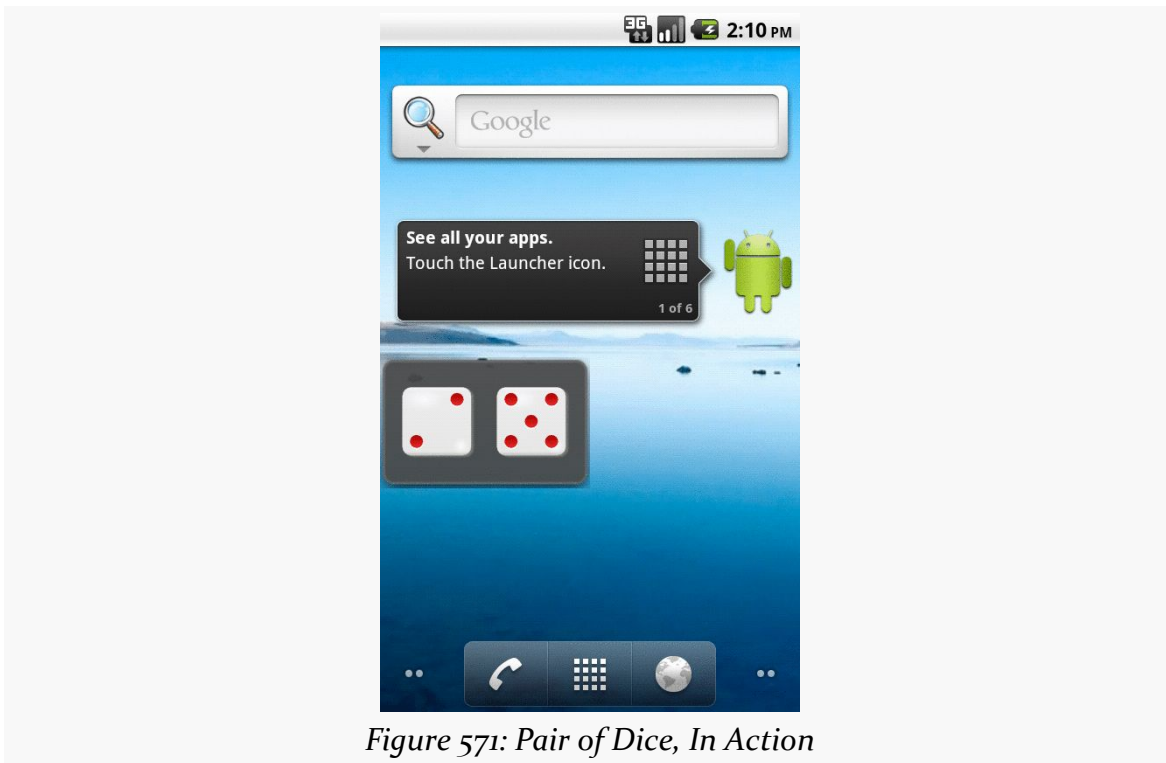 3G 2:10 PM
Google
See all your apps.
Touch the Launcher icon.
1 of 6
Figure 571: Pair of Dice, In Action